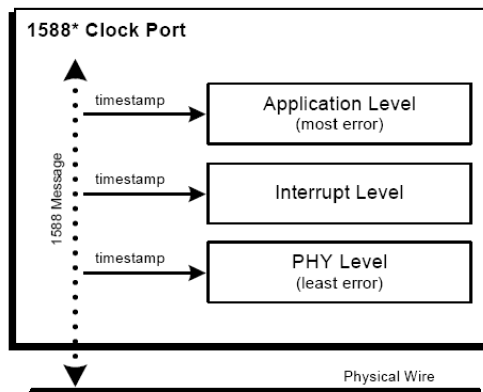 1588* Clock Port
timestamp
Application Level
(most error)
timestamp
Interrupt Level
1588 Message
timestamp
PHY Level
(least error)
Physical Wire